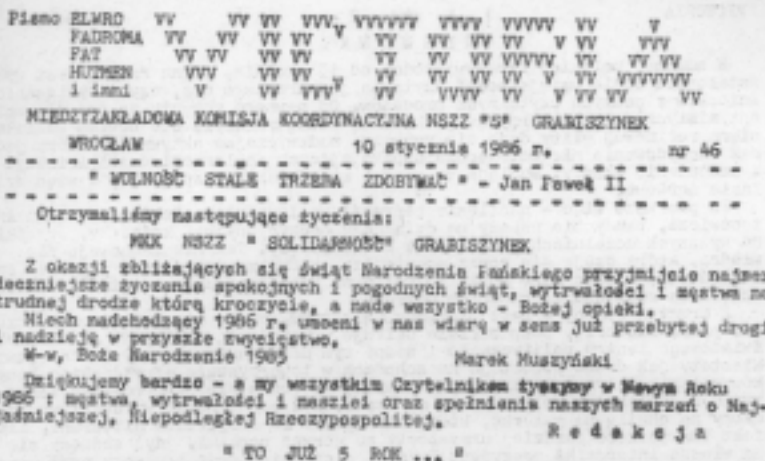 Pismo ELWRO
FADROMA
FAT
HUTMEN
i inni
MIĘDZYZAKŁADOWA KOMISJA KOORDYNACYJNA NSZZ "S" GRABISZYNEK
WROCŁAW 10 stycznia 1986 r. nr 46
" WOLNOŚĆ STALE TRZEBA ZDOBYWAĆ " - Jan Paweł II
Otrzymaliśmy następujące życzenia:
MKK NSZZ " SOLIDARNOŚĆ" GRABISZYNEK
Z okazji zbliżających się świąt Narodzenia Pańskiego przyjmijcie najser
deczniejsze życzenia spokojnych i pogodnych świąt, wytrwałości i męstwa na
trudnej drodze którą kroczycie, a nade wszystko - Bożej opieki.
Niech nadchodzący 1986 r. umocni w nas wiarę w sens już przebytej drogi
i nadzieję w przyszłe zwycięstwo.
W-w, Boże Narodzenie 1985 Marek Muszyński
Dziękujemy bardzo - a my wszystkim Czytelnikom życzymy w Nowym Roku
1986 : męstwa, wytrwałości i nadziei oraz spełnienia naszych marzeń o Naj-
jaśniejszej, Niepodległej Rzeczypospolitej.
R e d a k c j a
" TO JUŻ 5 ROK ... "